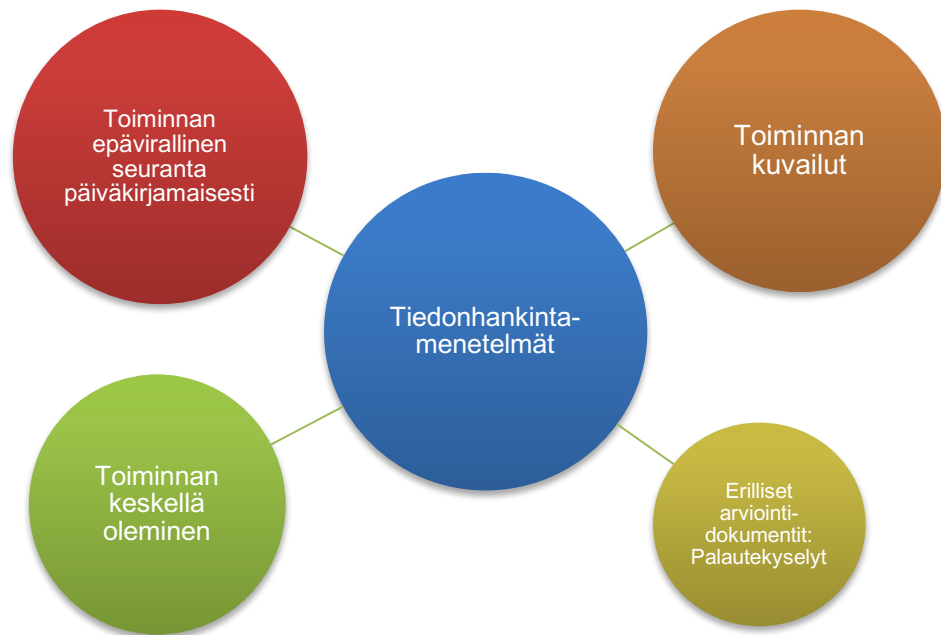 Toiminnan
epävirallinen
seuranta
päiväkirjamaisesti
Toiminnan
kuvailut
Tiedonhankinta-
menetelmät
Toiminnan
keskellä
oleminen
Erilliset
arviointi-
dokumentit:
Palautekyselyt